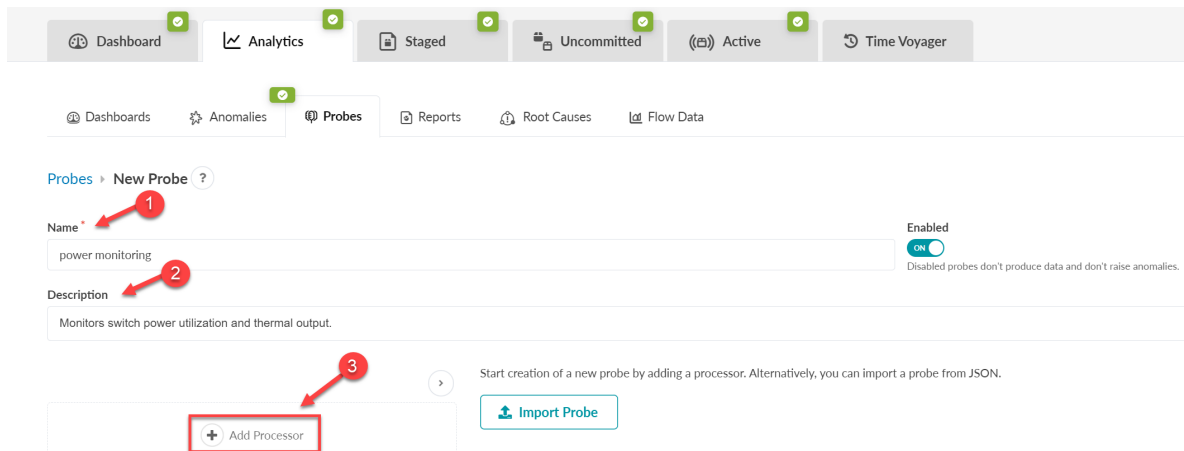 Dashboard Analytics Staged Uncommitted Active Time Voyager
Dashboards Anomalies Probes Reports Root Causes Flow Data
Probes New Probe ?
1
Name *
Enabled
power monitoring
ON
Disabled probes don't produce data and don't raise anomalies.
2
Description
Monitors switch power utilization and thermal output.
3
Start creation of a new probe by adding a processor. Alternatively, you can import a probe from JSON.
Import Probe
Add Processor